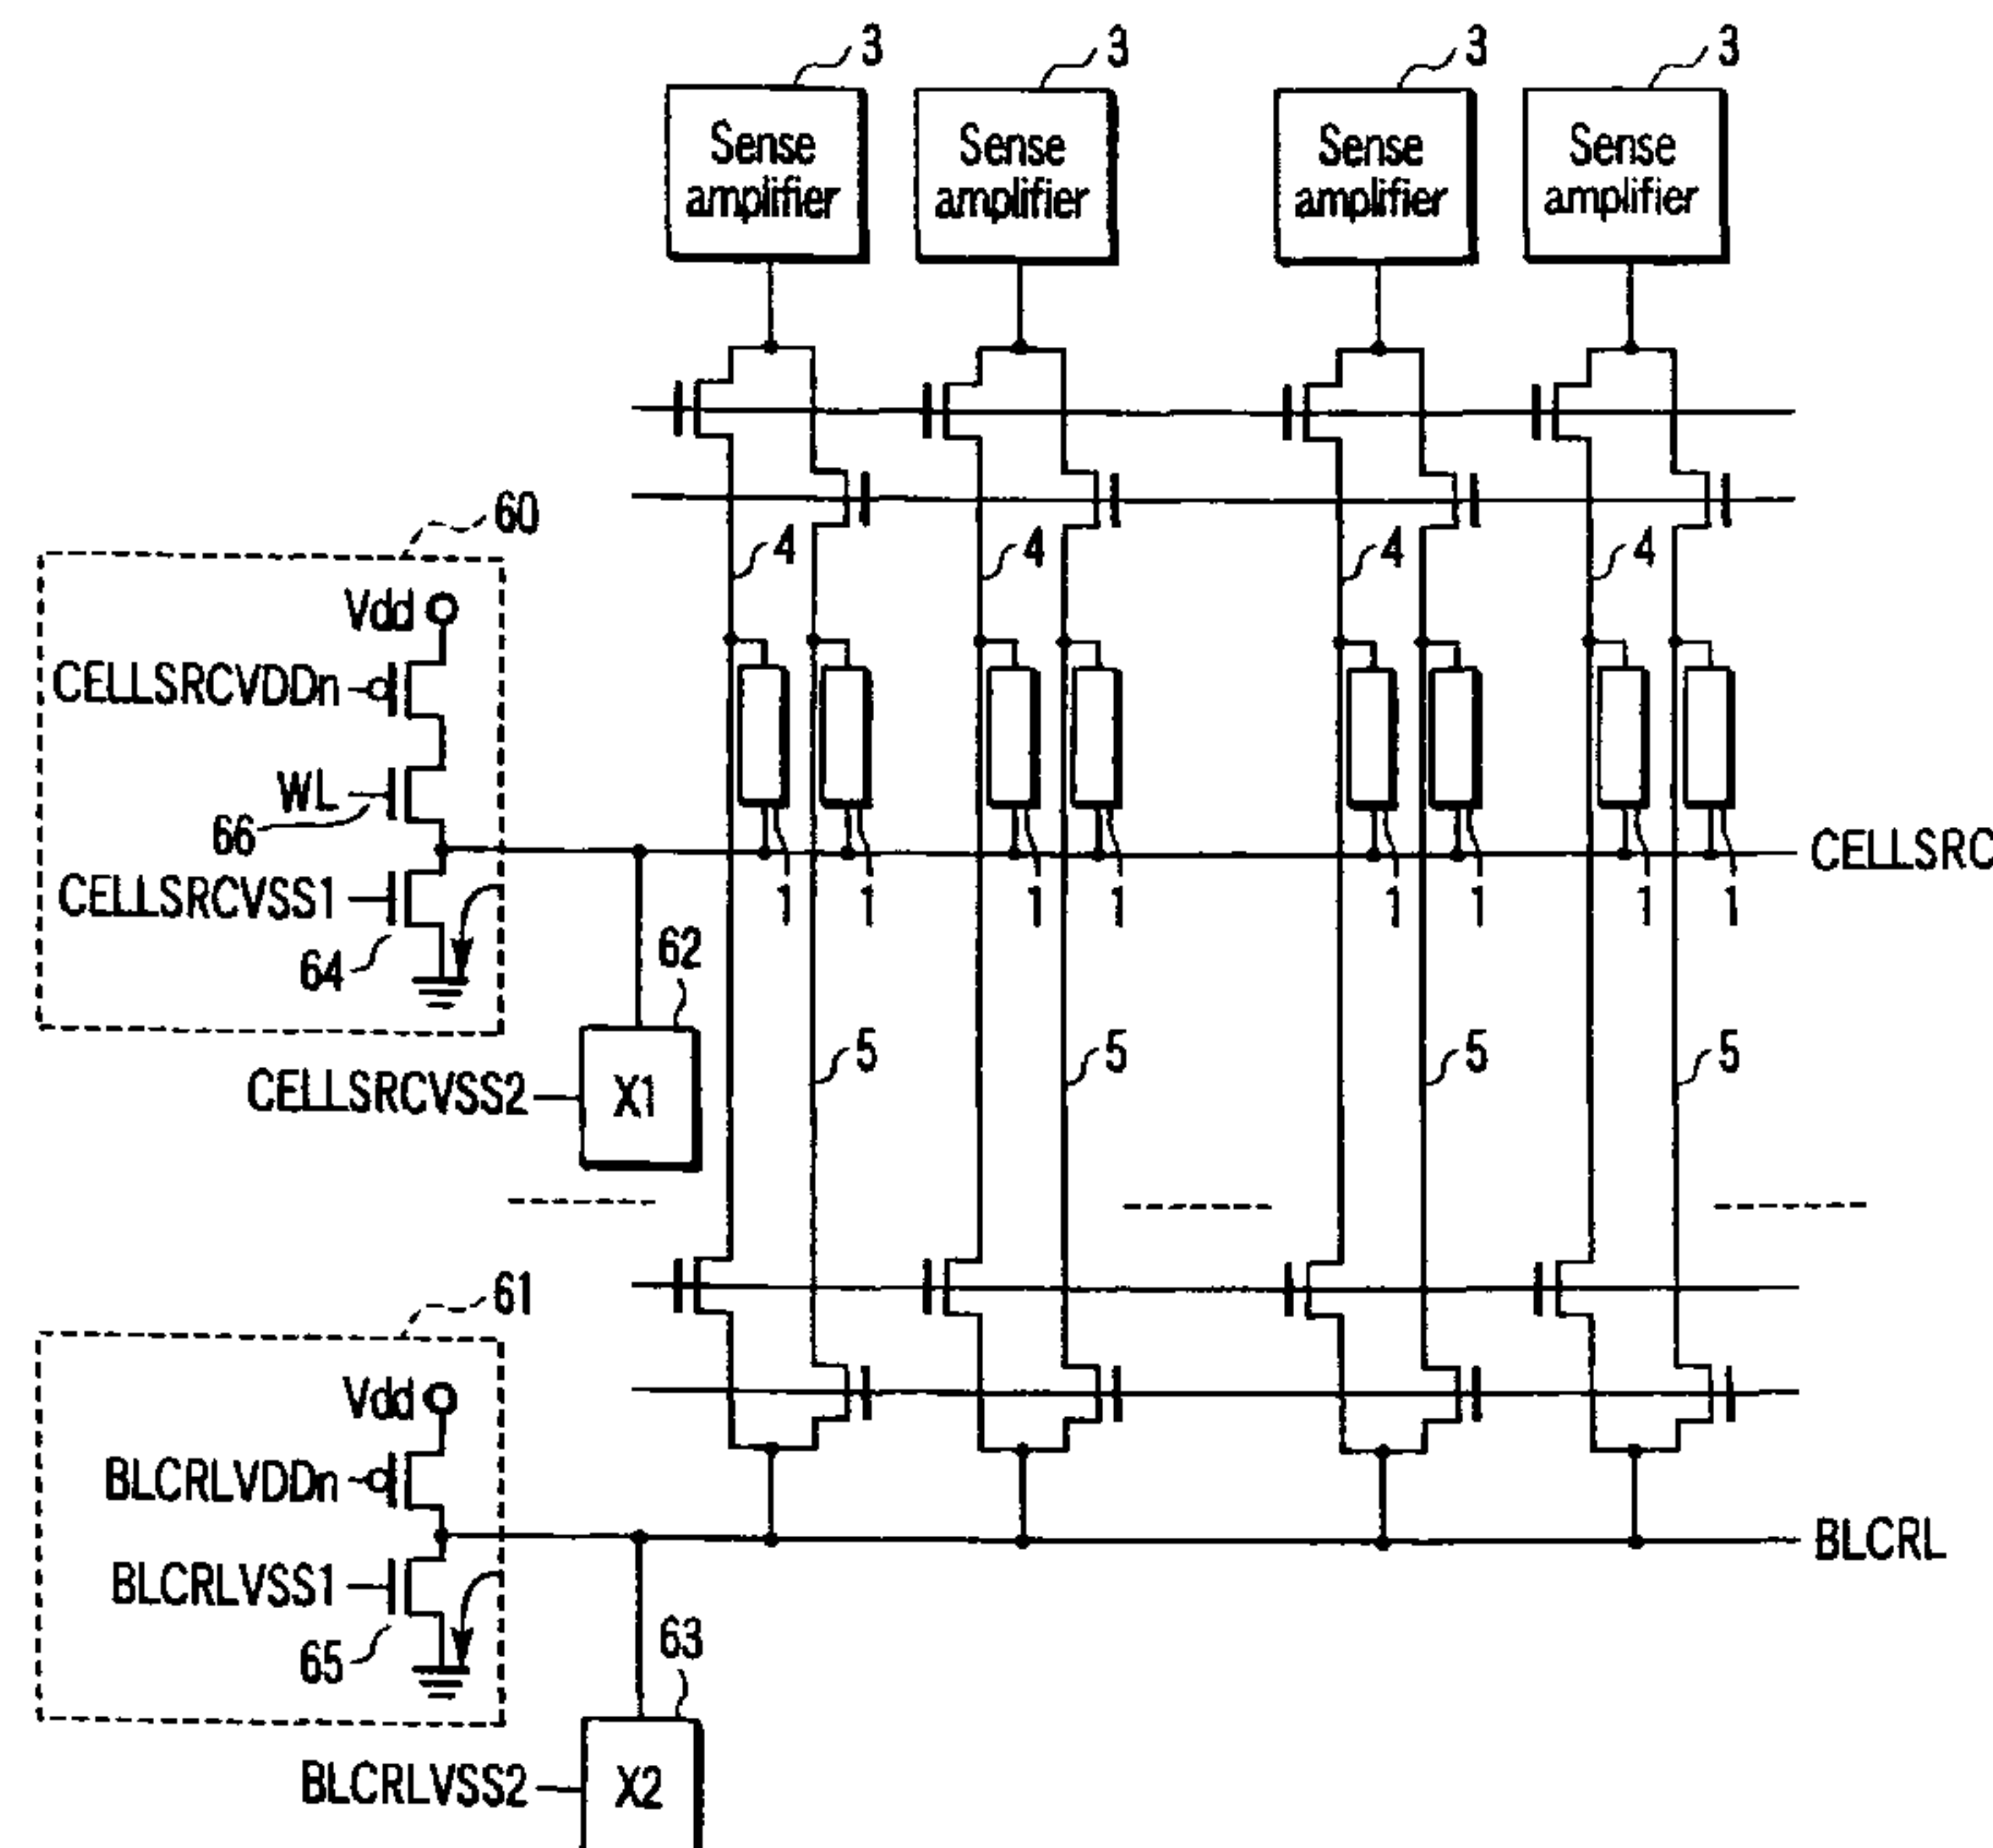 3 3 3 3
Sense amplifier
Sense amplifier
Sense amplifier
Sense amplifier
60
4 4 4 4
Vdd
CELLSRCVDDn
WL
66
CELLSRC
CELLSRCVSS1
1 1 1 1 1 1 1 1
64
62
5 5 5 5
CELLSRCVSS2
X1
61
Vdd
BLCRLVDDn
BLCRL
BLCRLVSS1
65
63
BLCRLVSS2
X2